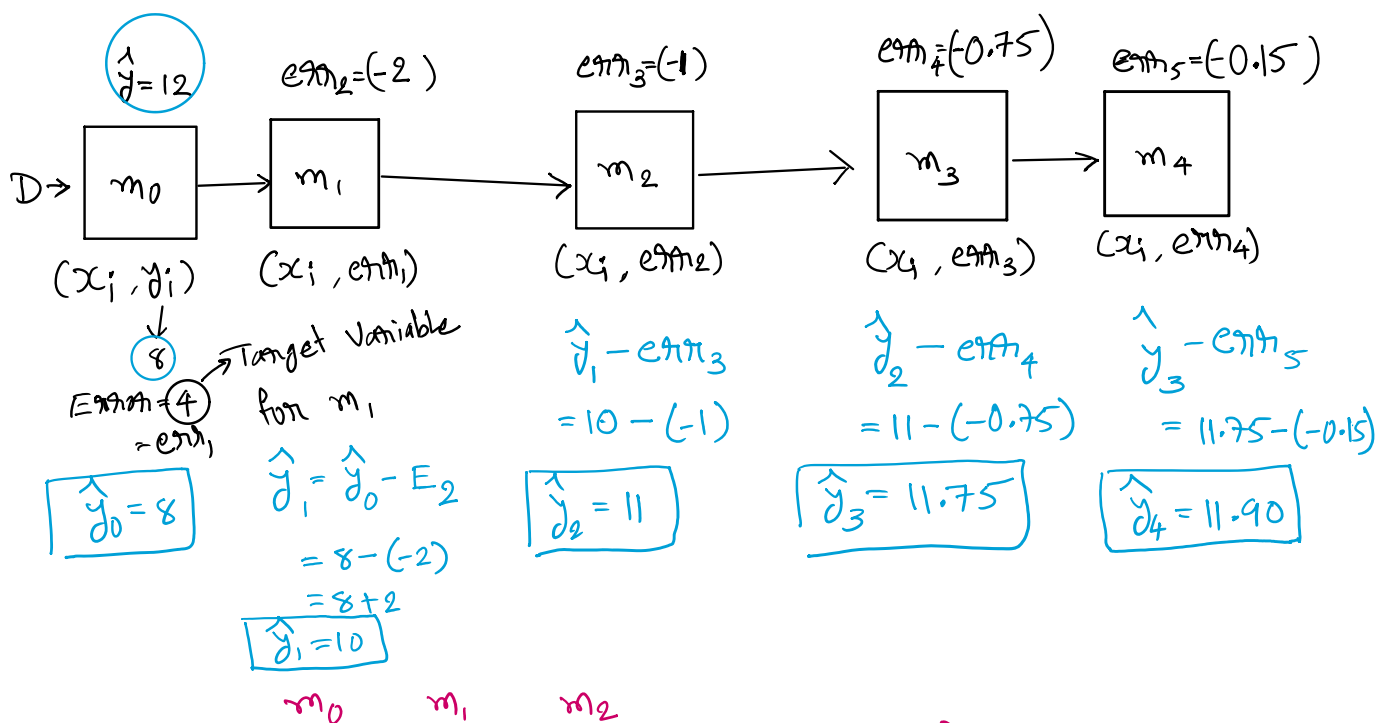 ŷ=12
err₂=(-2)
err₃=(-1)
err₄=(-0.75)
err₅=(-0.15)
D→
m₀
m₁
m₂
m₃
m₄
(xᵢ, yᵢ)
(xᵢ, err₁)
(xᵢ, err₂)
(xᵢ, err₃)
(xᵢ, err₄)
8
Error=4
=err₁
Target Variable
for m₁
ŷ₀=8
ŷ₁=ŷ₀-E₂
=8-(-2)
=8+2
ŷ₁=10
ŷ₁-err₃
=10-(-1)
ŷ₂=11
ŷ₂-err₄
=11-(-0.75)
ŷ₃=11.75
ŷ₃-err₅
=11.75-(-0.15)
ŷ₄=11.90
m₀ m₁ m₂